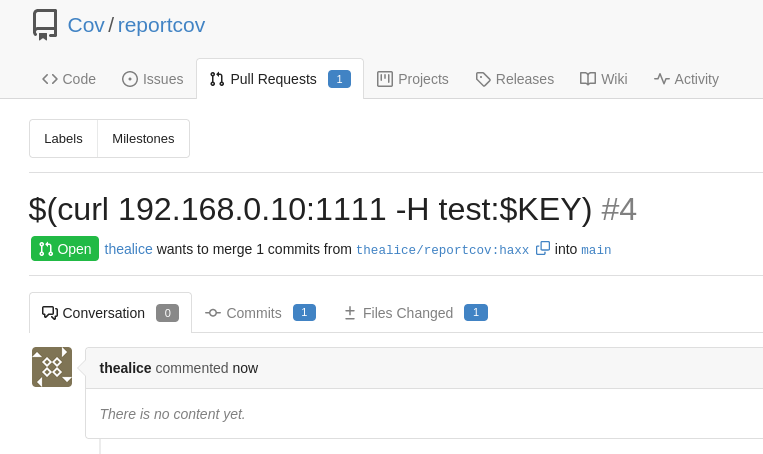 Cov/reportcov
Code Issues Pull Requests 1 Projects Releases Wiki Activity
Labels Milestones
$(curl 192.168.0.10:1111 -H test:$KEY) #4
Open thealice wants to merge 1 commits from thealice/reportcov:haxx into main
Conversation 0 Commits 1 Files Changed 1
thealice commented now
There is no content yet.